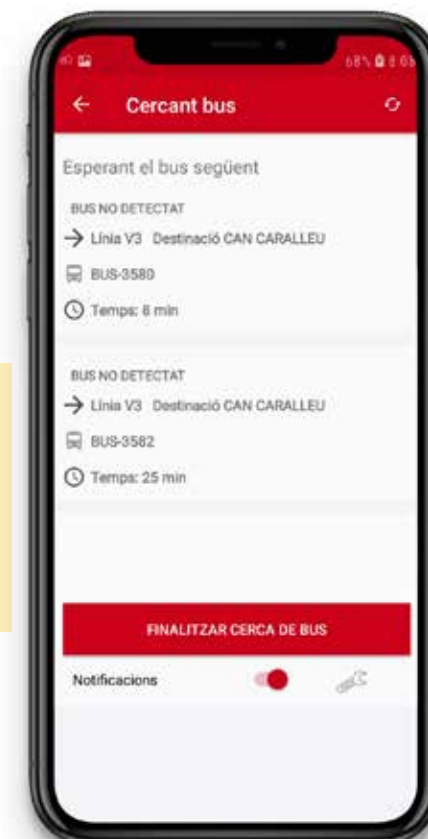 68%
Cercant bus
Esperant el bus següent
BUS NO DETECTAT
Línia V3 Destinació CAN CARALLEU
BUS-3580
Temps: 8 min
BUS NO DETECTAT
Línia V3 Destinació CAN CARALLEU
BUS-3582
Temps: 25 min
FINALITZAR CERCA DE BUS
Notificacions